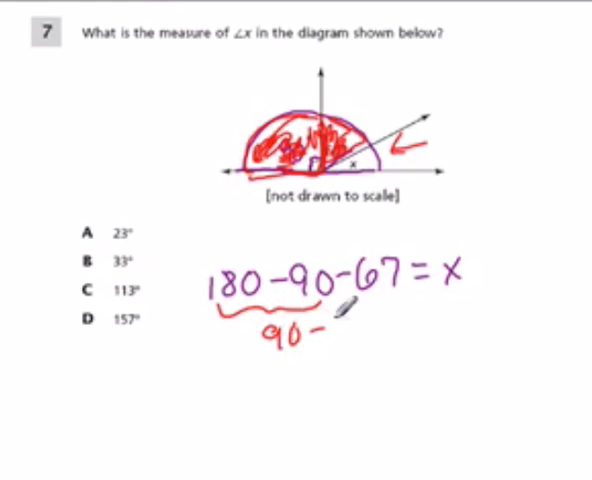 7 What is the measure of ∠x in the diagram shown below?
x
[not drawn to scale]
A 23°
B 33°
C 113°
D 157°
180-90-67=x
90-